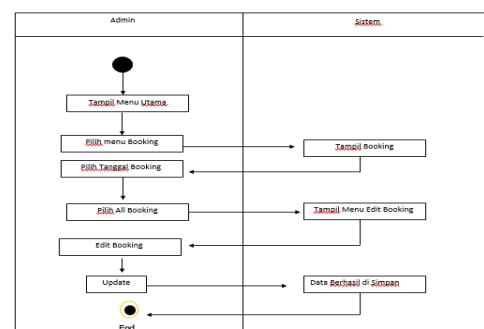 Admin
Sistem
Tampil Menu Utama
Pilih menu Booking
Tampil Booking
Pilih Tanggal Booking
Pilih All Booking
Tampil Menu Edit Booking
Edit Booking
Update
Data Berhasil di Simpan
End